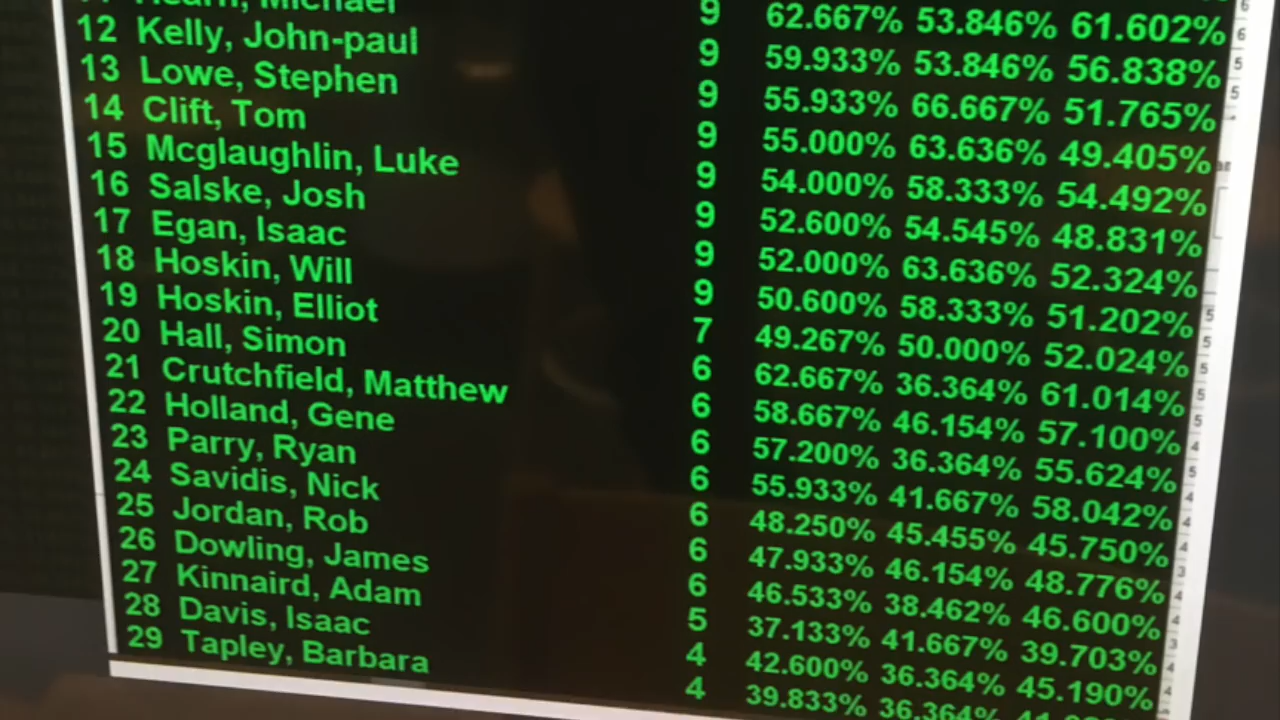 Hearn, Michael 9 62.667% 53.846% 61.602%
12 Kelly, John-paul 9 59.933% 53.846% 56.838%
13 Lowe, Stephen 9 55.933% 66.667% 51.765%
14 Clift, Tom 9 55.000% 63.636% 49.405%
15 Mcglaughlin, Luke 9 54.000% 58.333% 54.492%
16 Salske, Josh 9 52.600% 54.545% 48.831%
17 Egan, Isaac 9 52.000% 63.636% 52.324%
18 Hoskin, Will 9 50.600% 58.333% 51.202%
19 Hoskin, Elliot 7 49.267% 50.000% 52.024%
20 Hall, Simon 6 62.667% 36.364% 61.014%
21 Crutchfield, Matthew 6 58.667% 46.154% 57.100%
22 Holland, Gene 6 57.200% 36.364% 55.624%
23 Parry, Ryan 6 55.933% 41.667% 58.042%
24 Savidis, Nick 6 48.250% 45.455% 45.750%
25 Jordan, Rob 6 47.933% 46.154% 48.776%
26 Dowling, James 6 46.533% 38.462% 46.600%
27 Kinnaird, Adam 5 37.133% 41.667% 39.703%
28 Davis, Isaac 4 42.600% 36.364% 45.190%
29 Tapley, Barbara 4 39.833% 36.364%